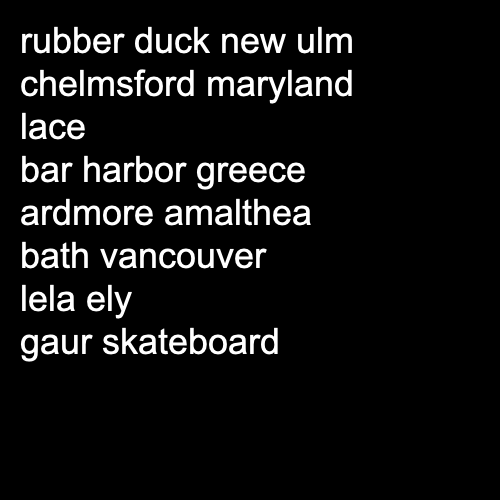 rubber duck new ulm
chelmsford maryland
lace
bar harbor greece
ardmore amalthea
bath vancouver
lela ely
gaur skateboard